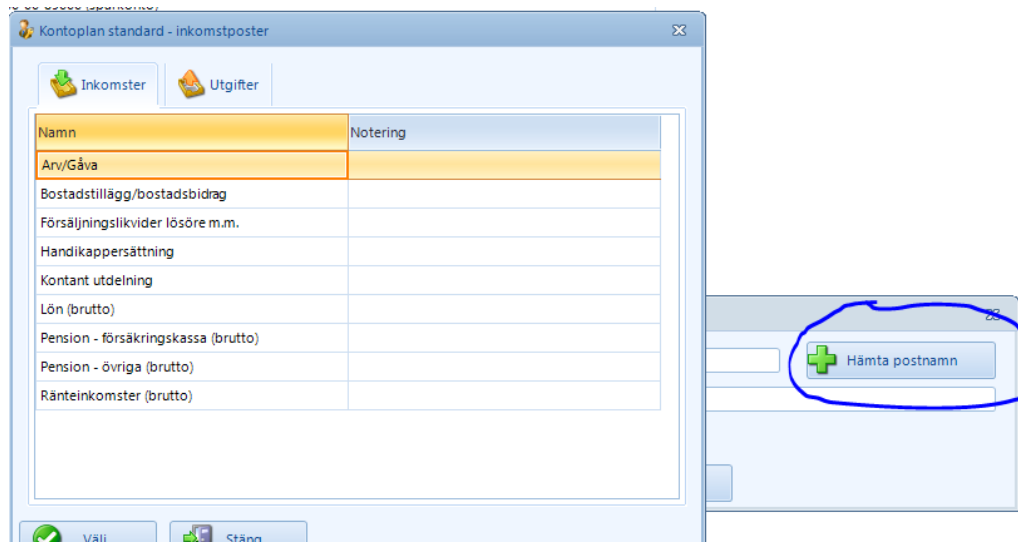 Kontoplan standard - inkomstposter
Inkomster
Utgifter
Namn
Notering
Arv/Gåva
Bostadstillägg/bostadsbidrag
Försäljningslikvider lösöre m.m.
Handikappersättning
Kontant utdelning
Lön (brutto)
Pension - försäkringskassa (brutto)
Pension - övriga (brutto)
Ränteinkomster (brutto)
Hämta postnamn
Välj
Stäng